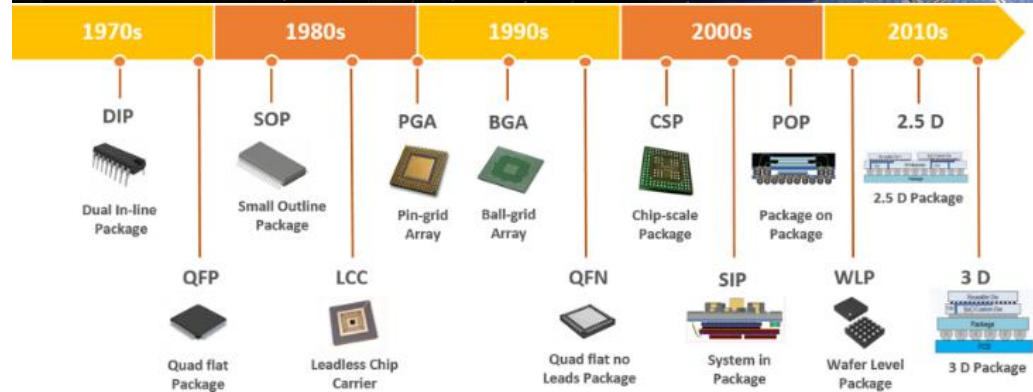 1970s
1980s
1990s
2000s
2010s
DIP
Dual In-line
Package
SOP
Small Outline
Package
PGA
Pin-grid
Array
BGA
Ball-grid
Array
CSP
Chip-scale
Package
POP
Package on
Package
2.5 D
2.5 D Package
QFP
Quad flat
Package
LCC
Leadless Chip
Carrier
QFN
Quad flat no
Leads Package
SIP
System in
Package
WLP
Wafer Level
Package
3 D
Package
3 D Package